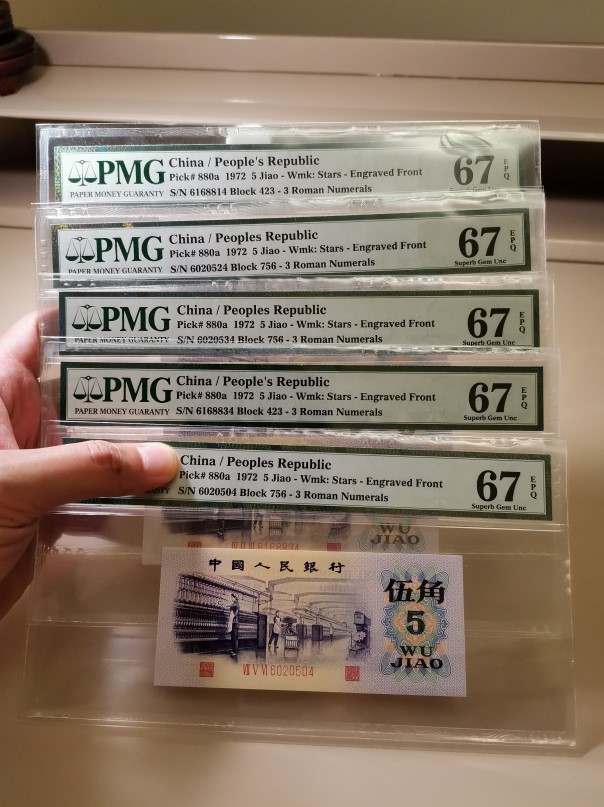 PMG
PAPER MONEY GUARANTY
China / People's Republic
Pick# 880a 1972 5 Jiao - Wmk: Stars - Engraved Front
S/N 6168814 Block 423 - 3 Roman Numerals
67 EPQ
Superb Gem Unc
PMG
PAPER MONEY GUARANTY
China / Peoples Republic
Pick# 880a 1972 5 Jiao - Wmk: Stars - Engraved Front
S/N 6020524 Block 756 - 3 Roman Numerals
67 EPQ
Superb Gem Unc
PMG
PAPER MONEY GUARANTY
China / Peoples Republic
Pick# 880a 1972 5 Jiao - Wmk: Stars - Engraved Front
S/N 6020534 Block 756 - 3 Roman Numerals
67 EPQ
Superb Gem Unc
PMG
PAPER MONEY GUARANTY
China / People's Republic
Pick# 880a 1972 5 Jiao - Wmk: Stars - Engraved Front
S/N 6168834 Block 423 - 3 Roman Numerals
67 EPQ
Superb Gem Unc
China / Peoples Republic
Pick# 880a 1972 5 Jiao - Wmk: Stars - Engraved Front
S/N 6020504 Block 756 - 3 Roman Numerals
67 EPQ
Superb Gem Unc
WU
JIAO
6168834
中國人民銀行
伍角
5
WU
JIAO
Ⅶ Ⅴ Ⅵ 6020504